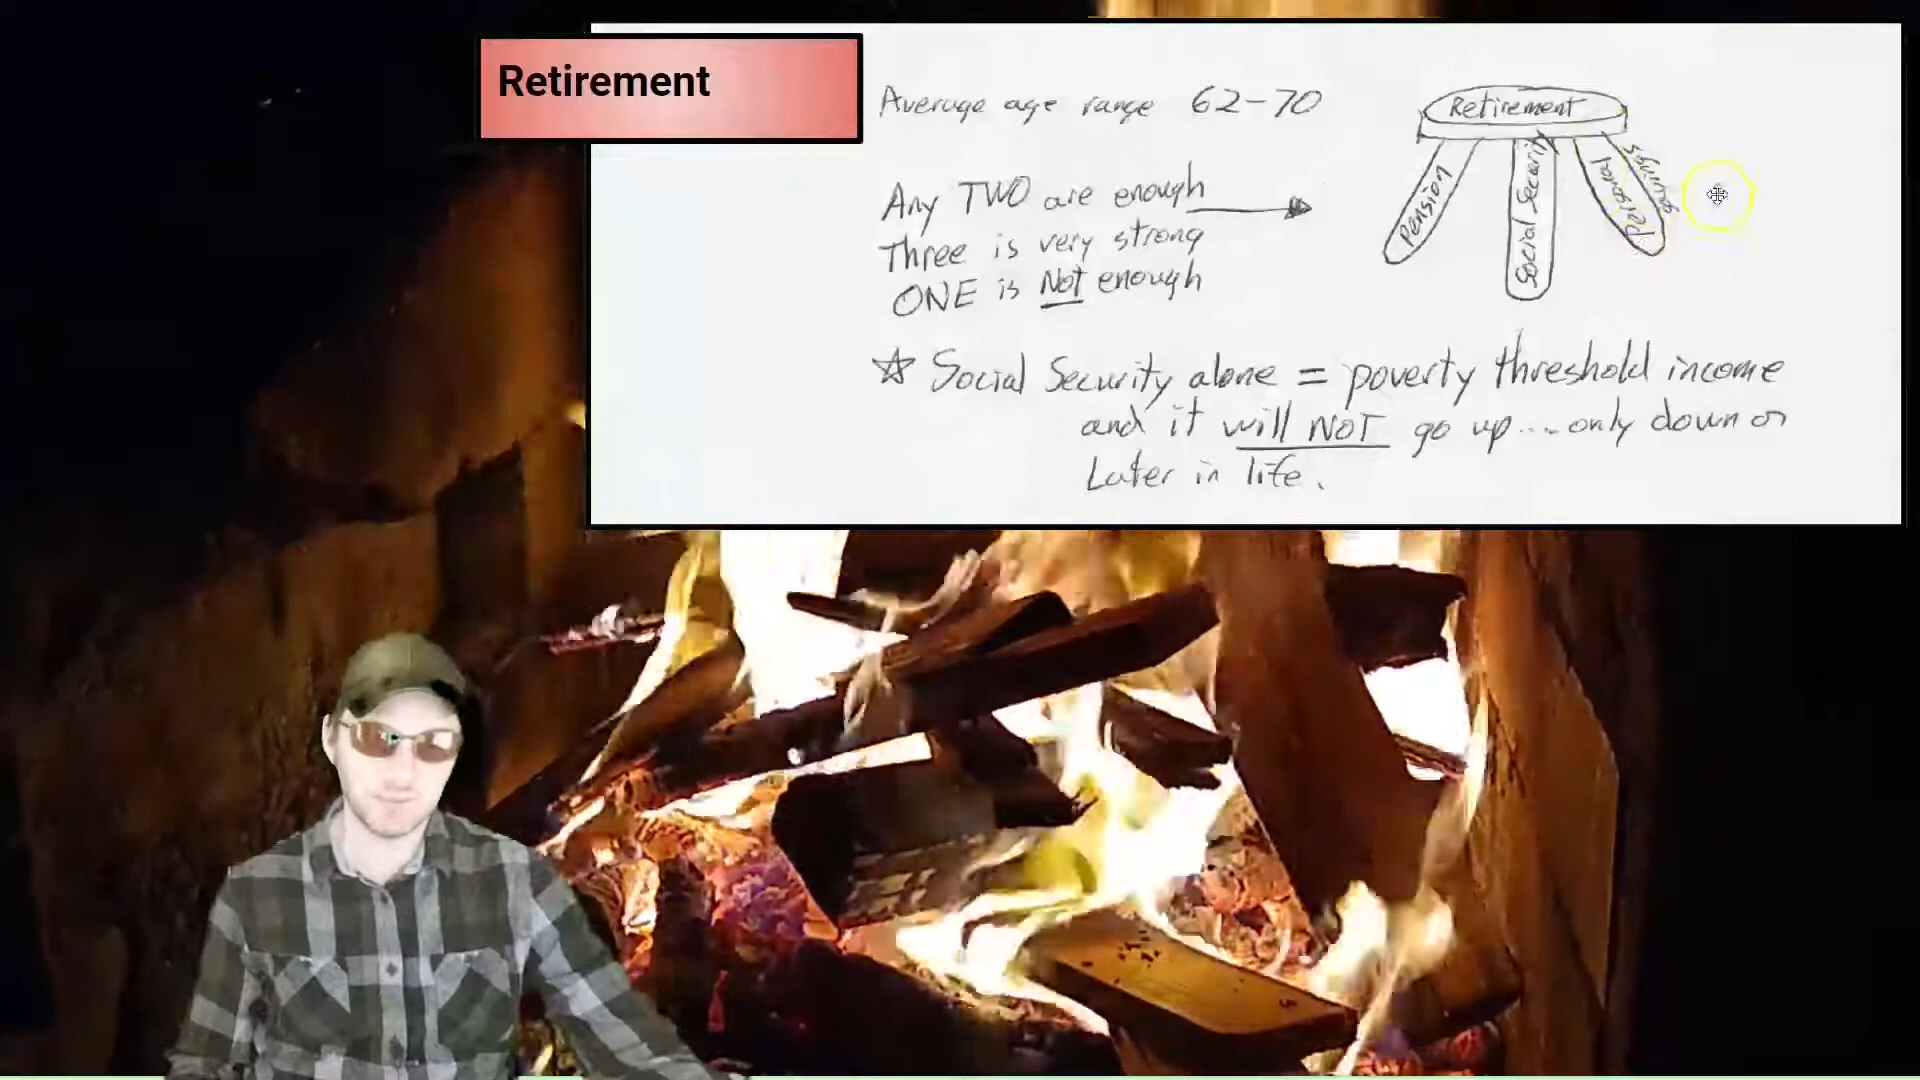 Retirement
Average age range 62-70
Retirement
Pension
Social Security
Personal
Savings
Any TWO are enough
Three is very strong
ONE is Not enough
☆ Social Security alone = poverty threshold income
and it will NOT go up....only down or
Later in life.